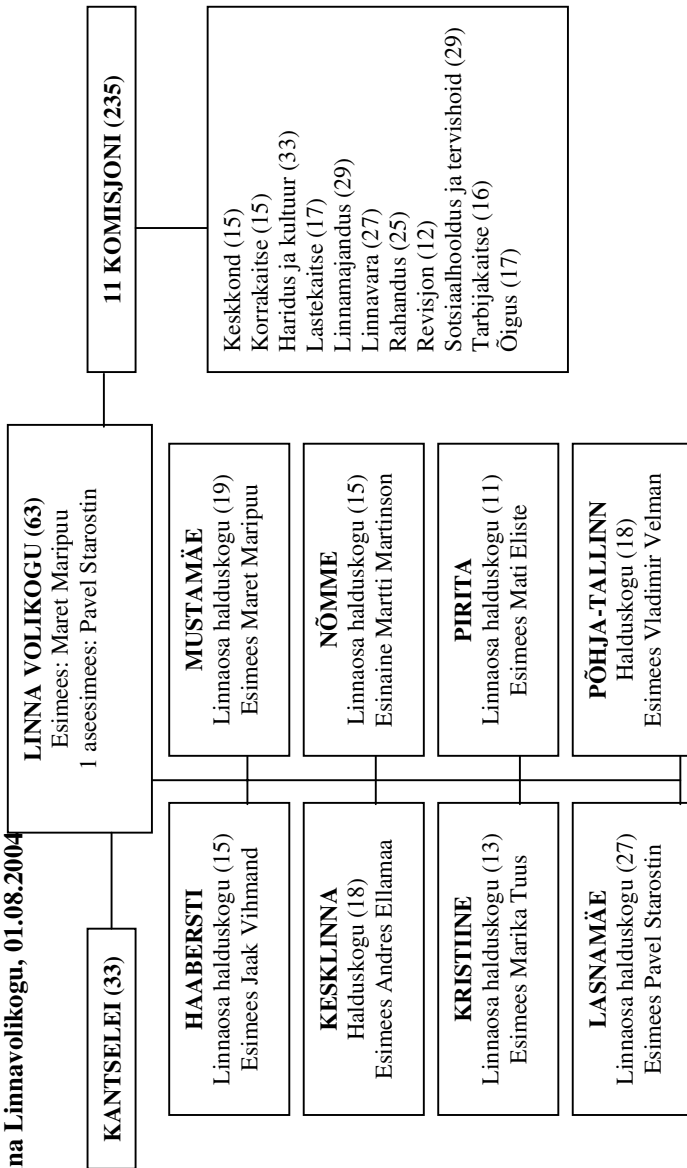 na Linnavolikogu, 01.08.2004
LINNA VOLIKOGU (63)
Esimees: Maret Maripuu
1 aseesimees: Pavel Starostin
KANTSELEI (33)
11 KOMISJONI (235)
HAABERSTI
Linnaosa halduskogu (15)
Esimees Jaak Vihmand
MUSTAMÄE
Linnaosa halduskogu (19)
Esimees Maret Maripuu
KESKLINNA
Halduskogu (18)
Esimees Andres Ellamaa
NÕMME
Linnaosa halduskogu (15)
Esinaine Martti Martinson
KRISTIINE
Linnaosa halduskogu (13)
Esimees Marika Tuus
PIRITA
Linnaosa halduskogu (11)
Esimees Mati Eliste
LASNAMÄE
Linnaosa halduskogu (27)
Esimees Pavel Starostin
PÕHJA-TALLINN
Halduskogu (18)
Esimees Vladimir Velman
Keskkond (15)
Korrakaitse (15)
Haridus ja kultuur (33)
Lastekaitse (17)
Linnamajandus (29)
Linnavara (27)
Rahandus (25)
Revisjon (12)
Sotsiaalhooldus ja tervishoid (29)
Tarbijakaitse (16)
Õigus (17)